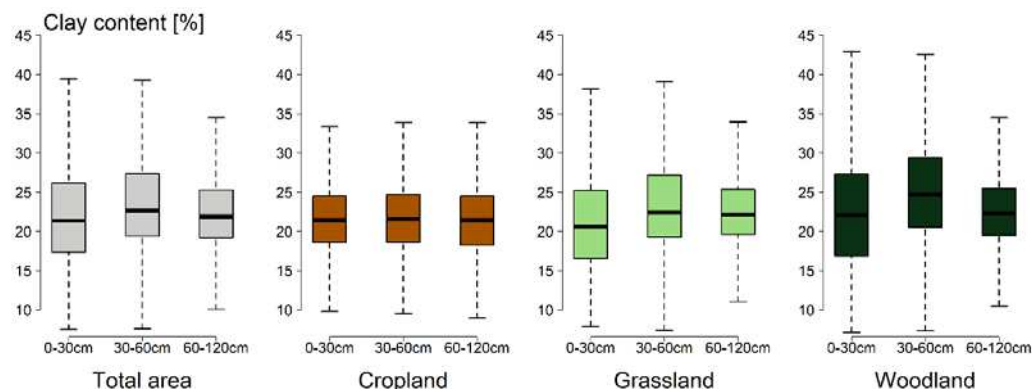 Clay content [%]
45 45 45 45
40 40 40 40
35 35 35 35
30 30 30 30
25 25 25 25
20 20 20 20
15 15 15 15
10 10 10 10
0-30cm 30-60cm 60-120cm 0-30cm 30-60cm 60-120cm 0-30cm 30-60cm 60-120cm 0-30cm 30-60cm 60-120cm
Total area Cropland Grassland Woodland